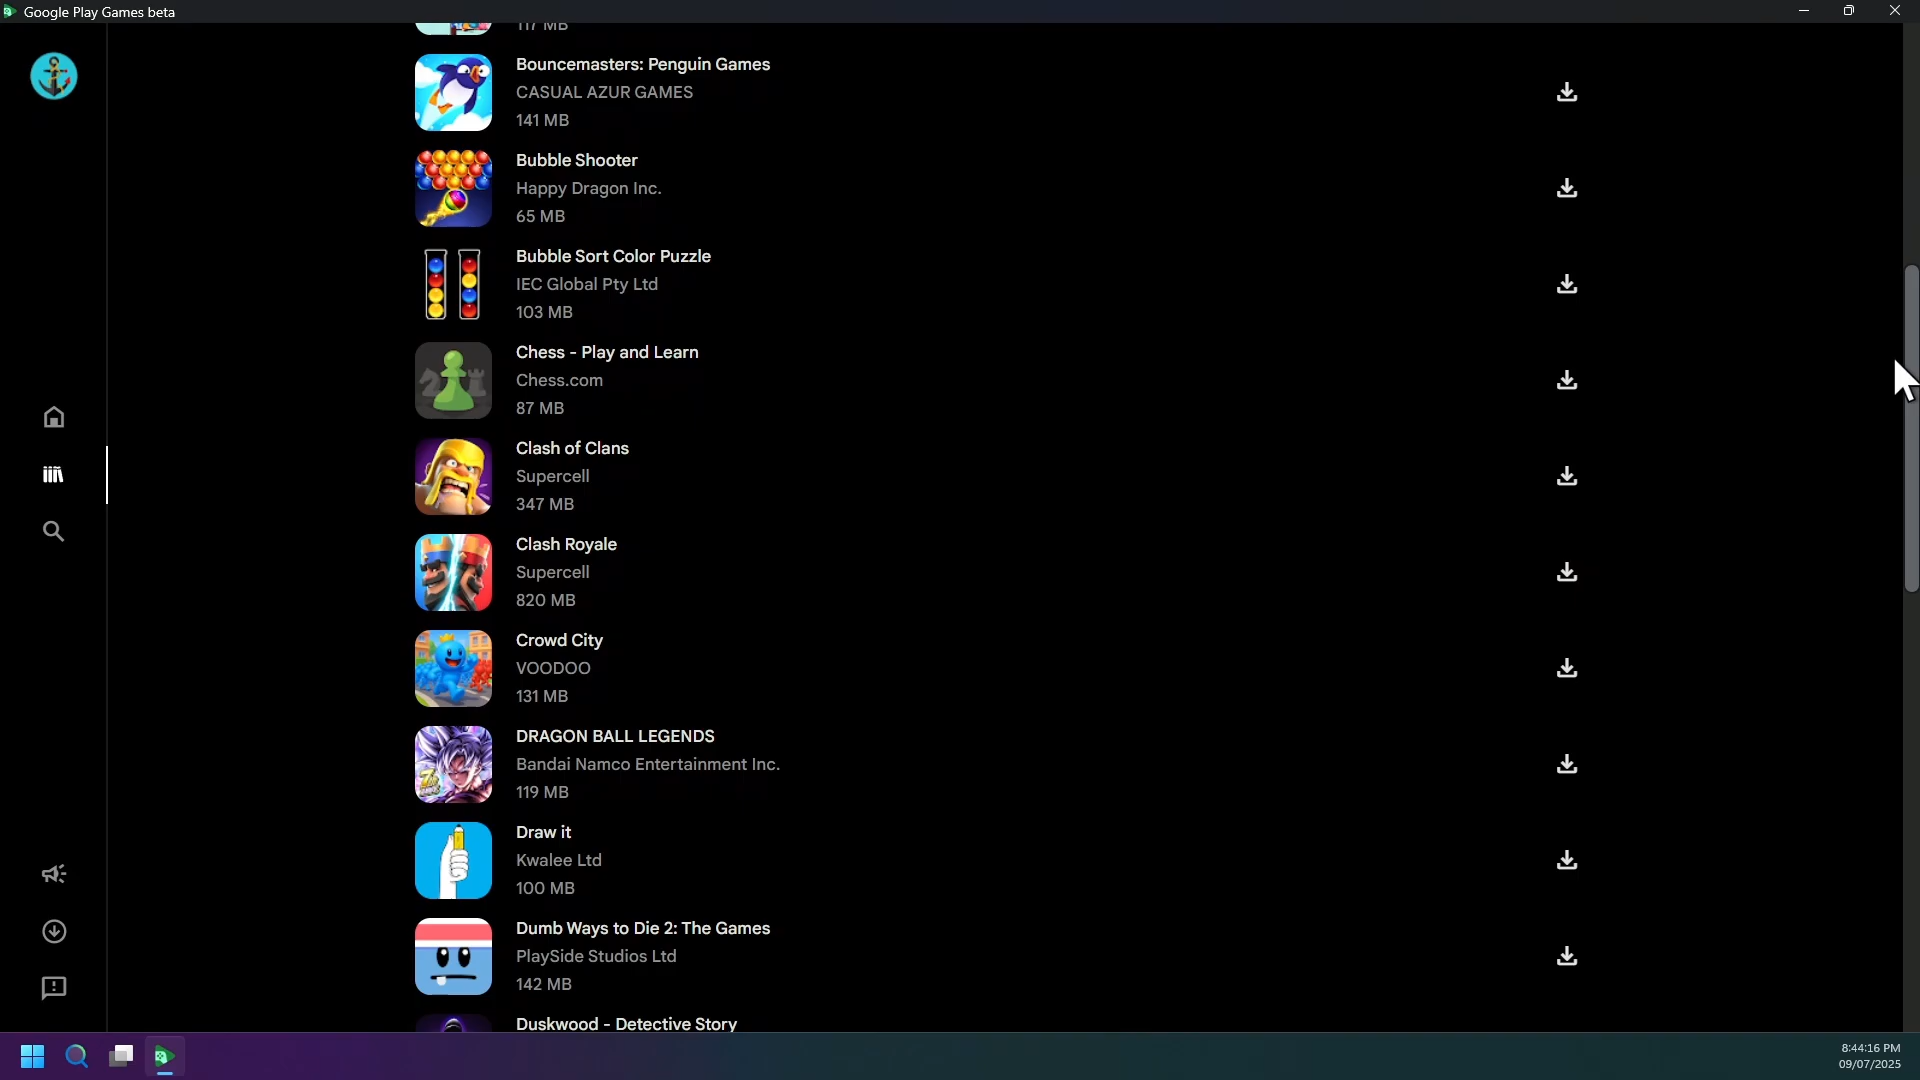 Google Play Games beta
117 MB
Bouncemasters: Penguin Games
CASUAL AZUR GAMES
141 MB
Bubble Shooter
Happy Dragon Inc.
65 MB
Bubble Sort Color Puzzle
IEC Global Pty Ltd
103 MB
Chess - Play and Learn
Chess.com
87 MB
Clash of Clans
Supercell
347 MB
Clash Royale
Supercell
820 MB
Crowd City
VOODOO
131 MB
DRAGON BALL LEGENDS
Bandai Namco Entertainment Inc.
119 MB
Draw it
Kwalee Ltd
100 MB
Dumb Ways to Die 2: The Games
PlaySide Studios Ltd
142 MB
Duskwood - Detective Story
8:44:16 PM
09/07/2025